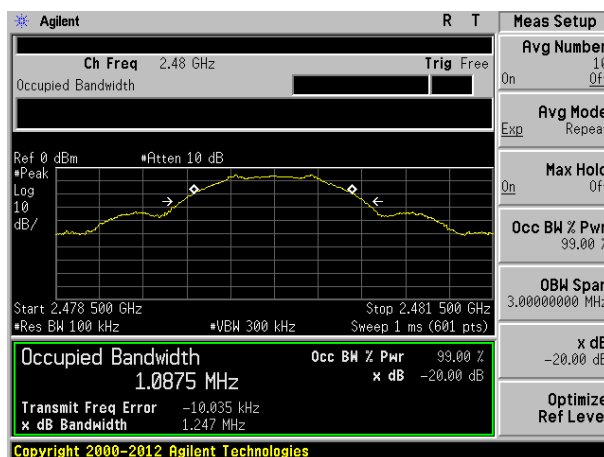 Agilent R T
Ch Freq 2.48 GHz Trig Free
Occupied Bandwidth
Ref 0 dBm #Atten 10 dB
#Peak
Log
10
dB/
Start 2.478 500 GHz Stop 2.481 500 GHz
#Res BW 100 kHz #VBW 300 kHz Sweep 1 ms (601 pts)
Occupied Bandwidth Occ BW % Pwr 99.00 %
1.0875 MHz x dB -20.00 dB
Transmit Freq Error -10.035 kHz
x dB Bandwidth 1.247 MHz
Copyright 2000-2012 Agilent Technologies
Meas Setup
Avg Number
10
On Of
Avg Mode
Exp Repea
Max Hold
On Of
Occ BW % Pwr
99.00 %
OBW Span
3.00000000 MHz
x dB
-20.00 dB
Optimize
Ref Leve